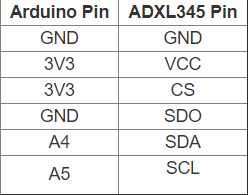 Arduino Pin ADXL345 Pin
GND GND
3V3 VCC
3V3 CS
GND SDO
A4 SDA
A5 SCL